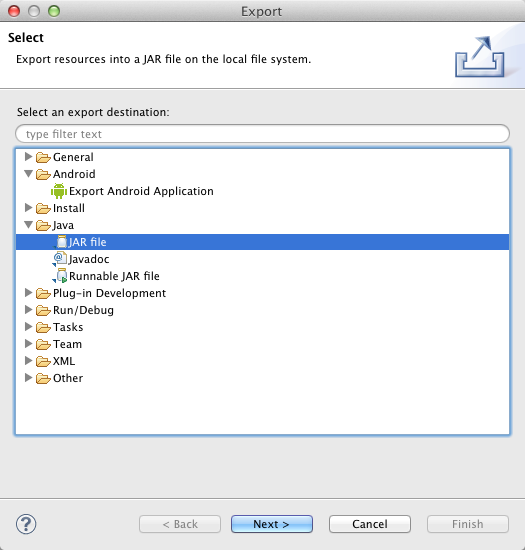 Export
Select
Export resources into a JAR file on the local file system.
Select an export destination:
type filter text
General
Android
Export Android Application
Install
Java
JAR file
Javadoc
Runnable JAR file
Plug-in Development
Run/Debug
Tasks
Team
XML
Other
? < Back Next > Cancel Finish